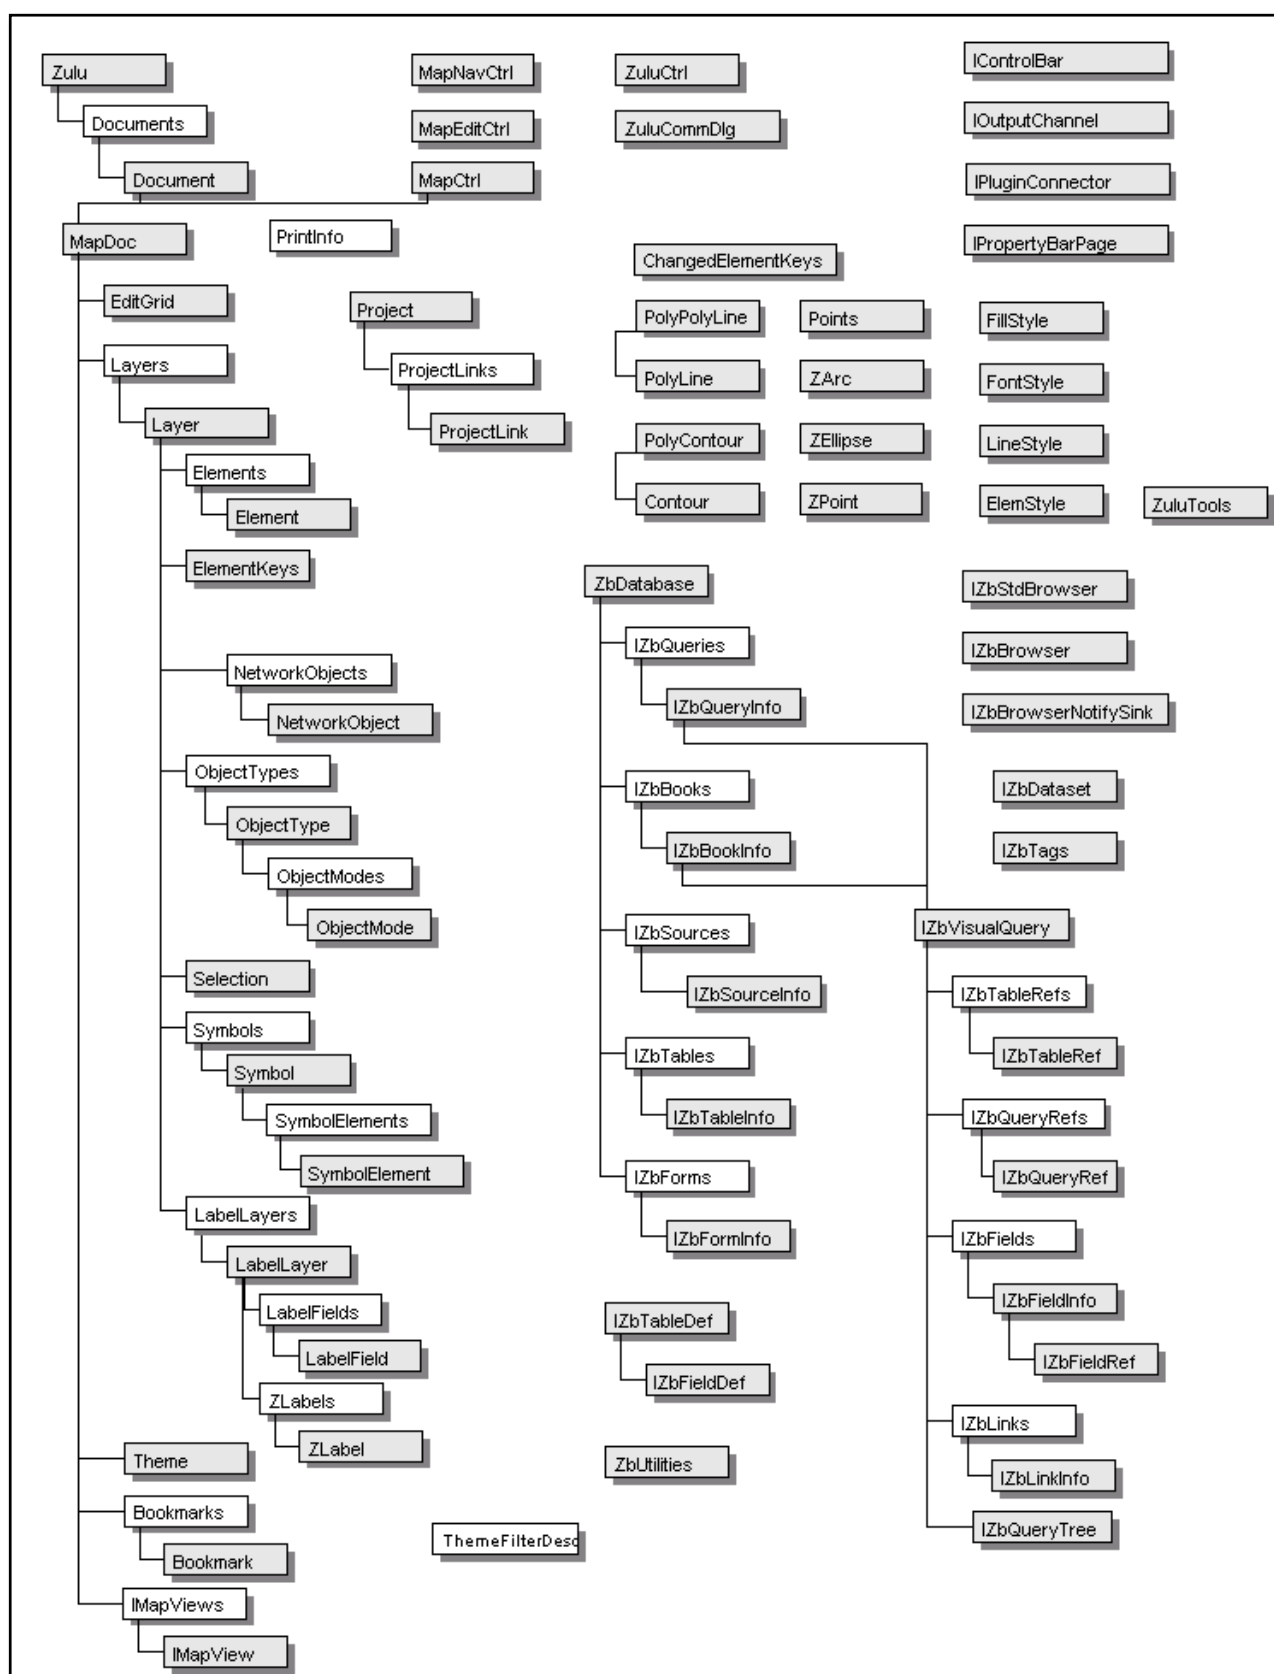 Zulu
MapNavCtrl
ZuluCtrl
IControlBar
Documents
MapEditCtrl
ZuluCommDlg
IOutputChannel
Document
MapCtrl
IPluginConnector
MapDoc
PrintInfo
IPropertyBarPage
ChangedElementKeys
EditGrid
Project
PolyPolyLine
Points
FillStyle
Layers
ProjectLinks
PolyLine
ZArc
FontStyle
Layer
ProjectLink
PolyContour
ZEllipse
LineStyle
Elements
Element
Contour
ZPoint
ElemStyle
ZuluTools
ElementKeys
ZbDatabase
IZbStdBrowser
IZbQueries
IZbBrowser
NetworkObjects
IZbQueryInfo
IZbBrowserNotifySink
NetworkObject
ObjectTypes
IZbBooks
IZbDataset
ObjectType
IZbBookInfo
IZbTags
ObjectModes
ObjectMode
IZbSources
IZbVisualQuery
Selection
IZbSourceInfo
IZbTableRefs
Symbols
IZbTables
IZbTableRef
Symbol
SymbolElements
IZbTableInfo
IZbQueryRefs
SymbolElement
IZbForms
IZbQueryRef
LabelLayers
IZbFormInfo
IZbFields
LabelLayer
LabelFields
IZbTableDef
IZbFieldInfo
LabelField
IZbFieldDef
IZbFieldRef
ZLabels
IZbLinks
ZLabel
Theme
ZbUtilities
IZbLinkInfo
Bookmarks
ThemeFilterDesc
IZbQueryTree
Bookmark
IMapViews
IMapView